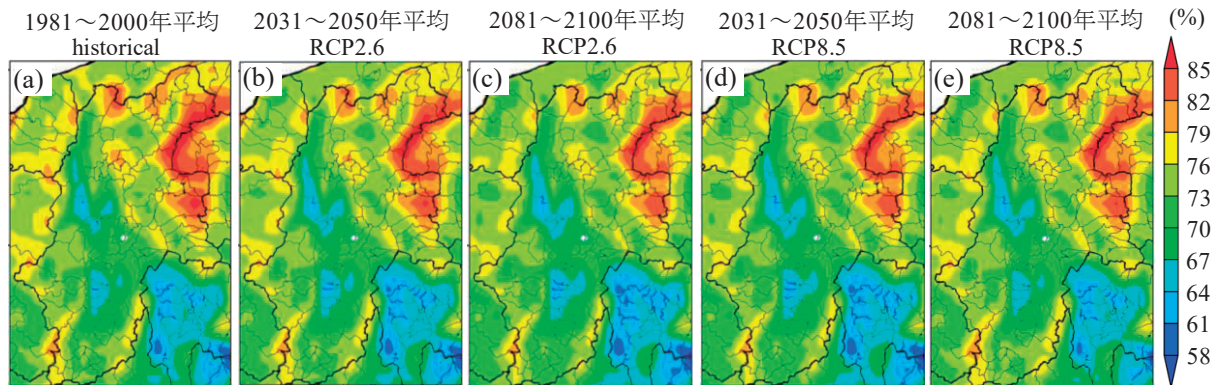 1981～2000年平均
historical
2031～2050年平均
RCP2.6
2081～2100年平均
RCP2.6
2031～2050年平均
RCP8.5
2081～2100年平均
RCP8.5
(%)
(a)
(b)
(c)
(d)
(e)
85
82
79
76
73
70
67
64
61
58